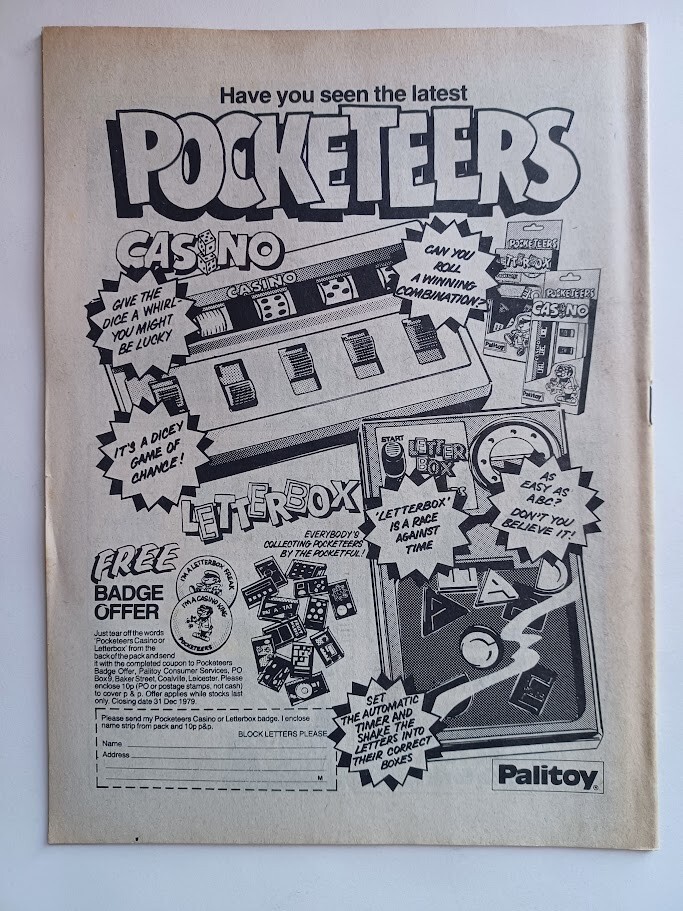 Have you seen the latest
POCKETEERS
CASINO
CASINO
GIVE THE
DICE A WHIRL-
YOU MIGHT
BE LUCKY
CAN YOU
ROLL
A WINNING
COMBINATION?
POCKETEERS
LETTERBOX
Palitoy
POCKETEERS
CASINO
Palitoy
IT'S A DICEY
GAME OF
CHANCE!
START
LETTER
BOX
LETTERBOX
'LETTERBOX'
IS A RACE
AGAINST
TIME
AS
EASY AS
ABC?
DON'T YOU
BELIEVE IT!
EVERYBODY'S
COLLECTING POCKETEERS
BY THE POCKETFUL!
FREE
BADGE
OFFER
I'M A LETTERBOX FREAK
I'M A CASINO KING
POCKETEERS
Just tear off the words
'Pocketeers Casino or
Letterbox' from the
back of the pack and send
it with the completed coupon to Pocketeers
Badge Offer, Palitoy Consumer Services, PO
Box 9, Baker Street, Coalville, Leicester. Please
enclose 10p (PO or postage stamps, not cash)
to cover p & p. Offer applies while stocks last
only. Closing date 31 Dec 1979.
Please send my Pocketeers Casino or Letterbox badge. I enclose
name strip from pack and 10p p&p.
BLOCK LETTERS PLEASE
Name
Address
M
A
E
A
SET
THE AUTOMATIC
TIMER AND
SHAKE THE
LETTERS INTO
THEIR CORRECT
BOXES
Palitoy®